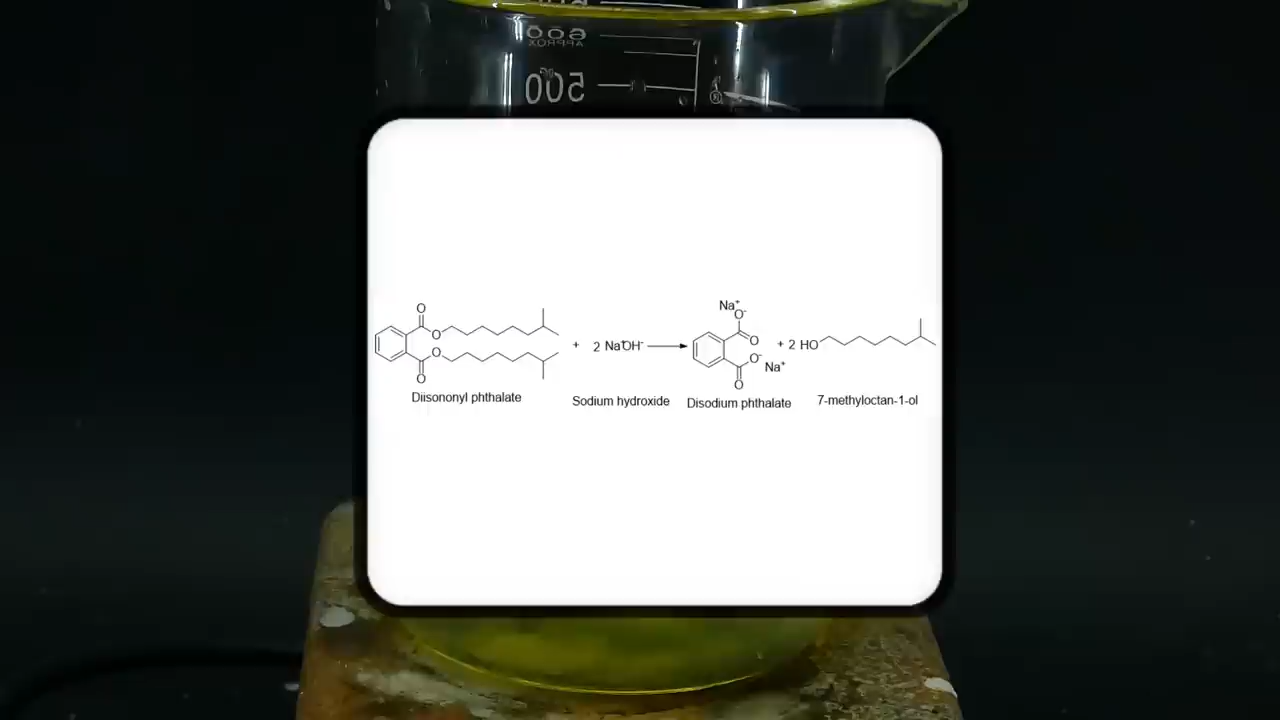 600
APPROX
500
O
O
O
O
+
2 Na⁺OH⁻
Na⁺
O⁻
O
O⁻
Na⁺
O
+ 2 HO
Diisononyl phthalate
Sodium hydroxide
Disodium phthalate
7-methyloctan-1-ol